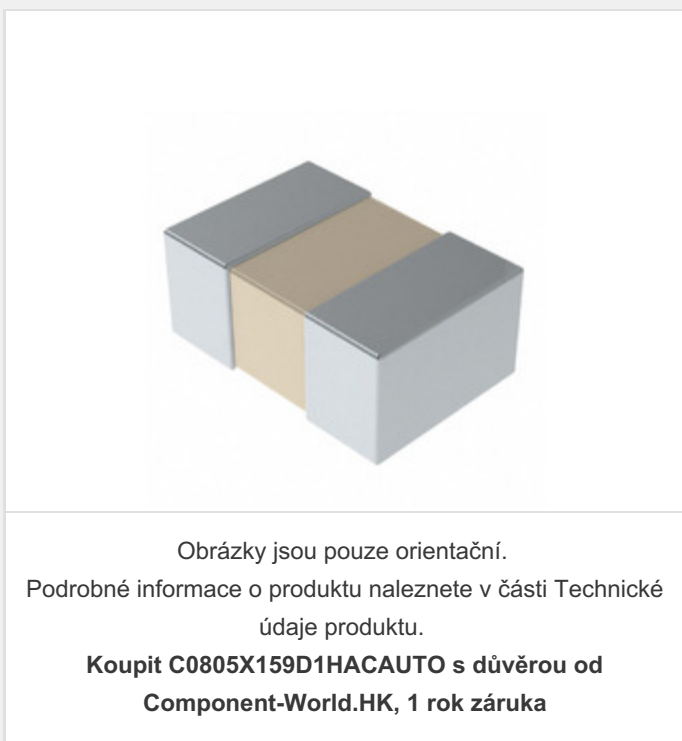 Obrázky jsou pouze orientační.
Podrobné informace o produktu naleznete v části Technické
údaje produktu.
Koupit C0805X159D1HACAUTO s důvěrou od
Component-World.HK, 1 rok záruka